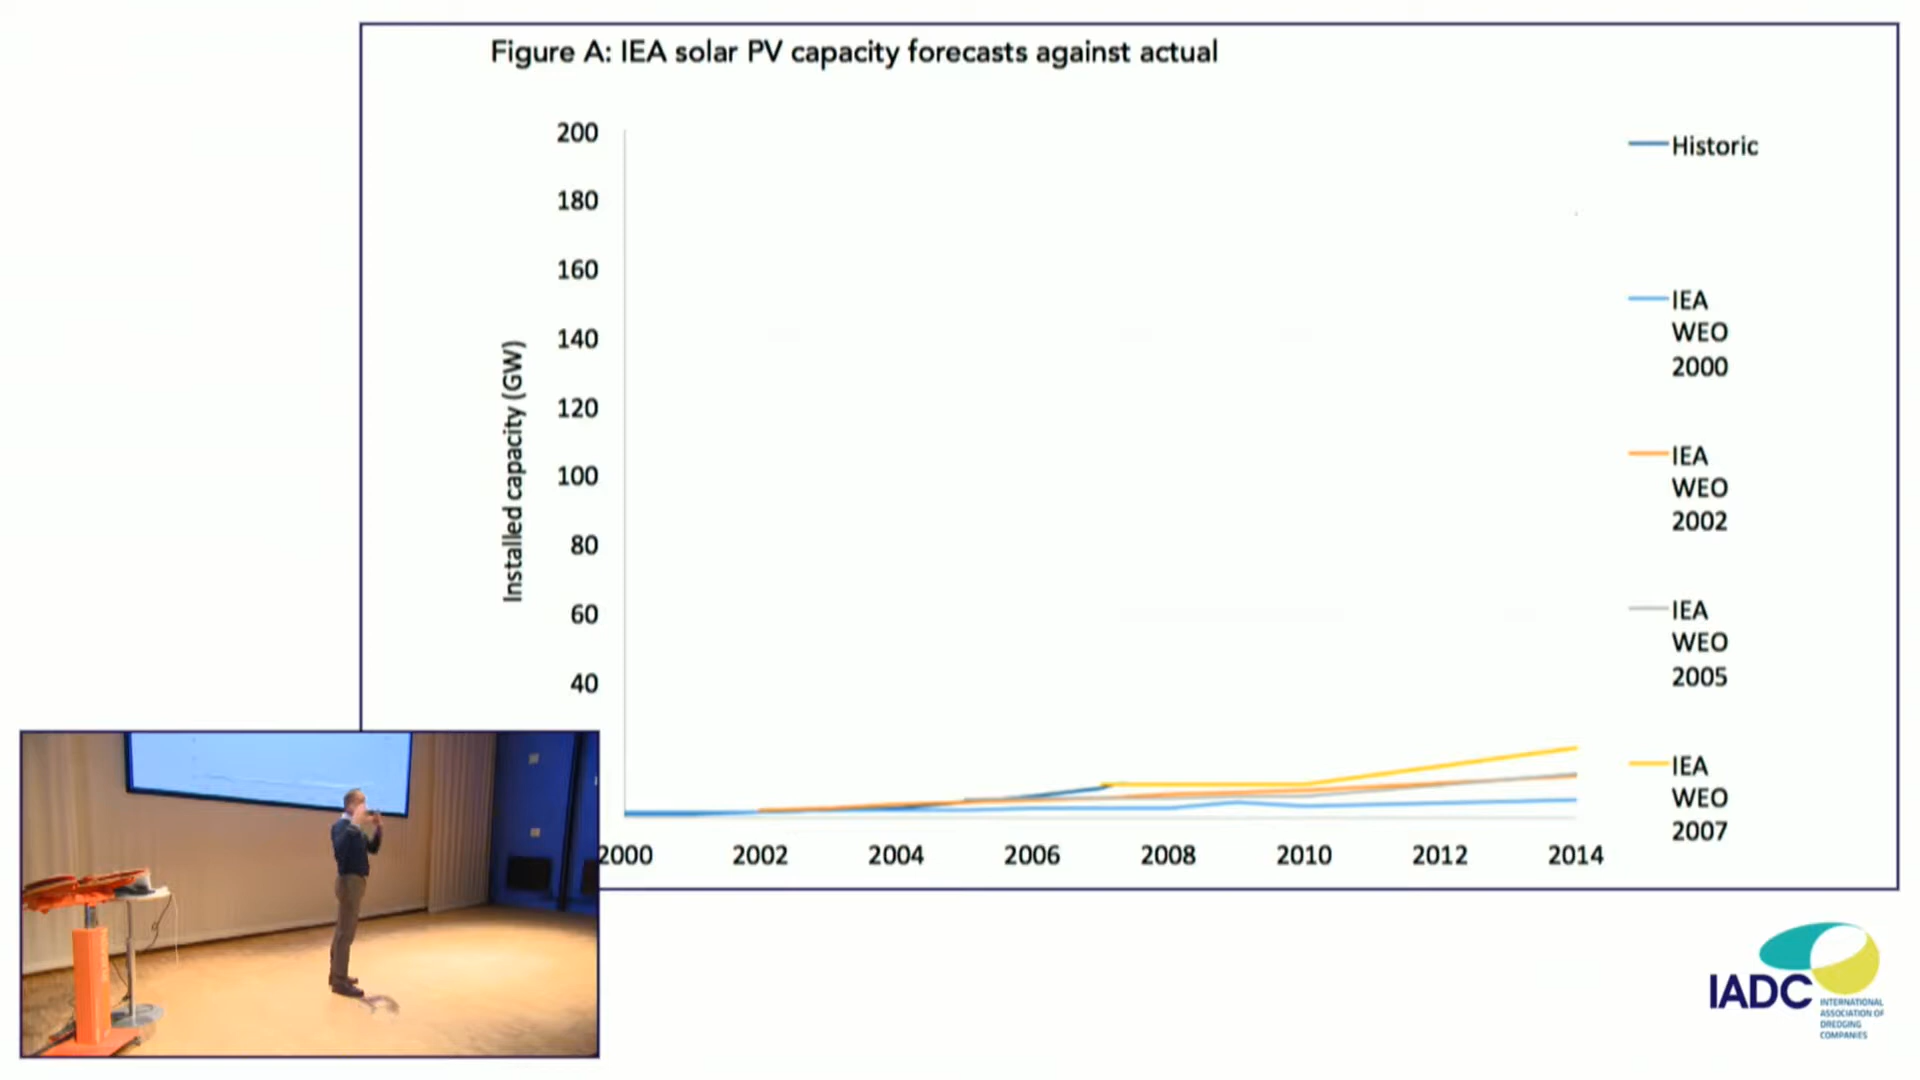 Figure A: IEA solar PV capacity forecasts against actual
Installed capacity (GW)
200
180
160
140
120
100
80
60
40
2000 2002 2004 2006 2008 2010 2012 2014
Historic
IEA
WEO
2000
IEA
WEO
2002
IEA
WEO
2005
IEA
WEO
2007
IADC
INTERNATIONAL
ASSOCIATION OF
DREDGING
COMPANIES